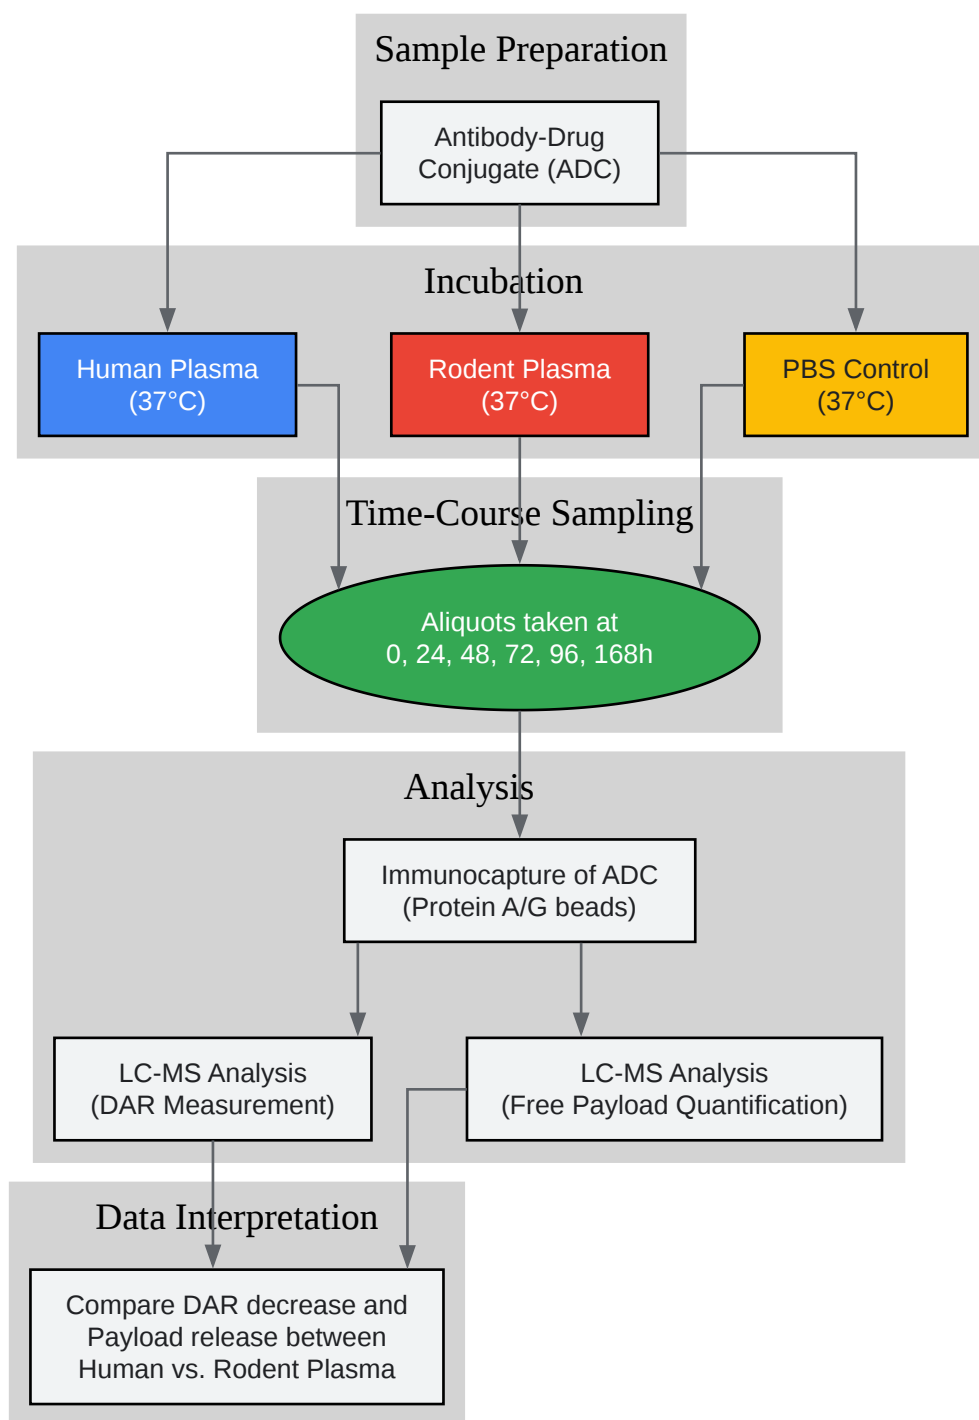 Sample Preparation
Antibody-Drug
Conjugate (ADC)
Incubation
Human Plasma
(37°C)
Rodent Plasma
(37°C)
PBS Control
(37°C)
Time-Course Sampling
Aliquots taken at
0, 24, 48, 72, 96, 168h
Analysis
Immunocapture of ADC
(Protein A/G beads)
LC-MS Analysis
(DAR Measurement)
LC-MS Analysis
(Free Payload Quantification)
Data Interpretation
Compare DAR decrease and
Payload release between
Human vs. Rodent Plasma